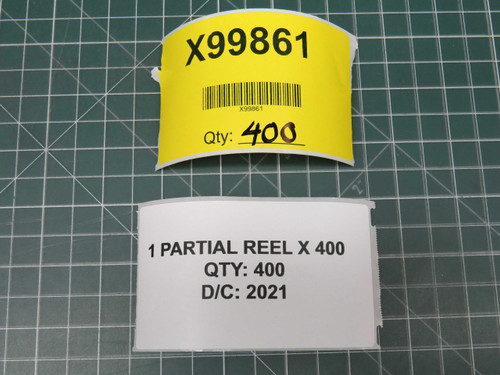 X99861
X99861
Qty: 400
1 PARTIAL REEL X 400
QTY: 400
D/C: 2021